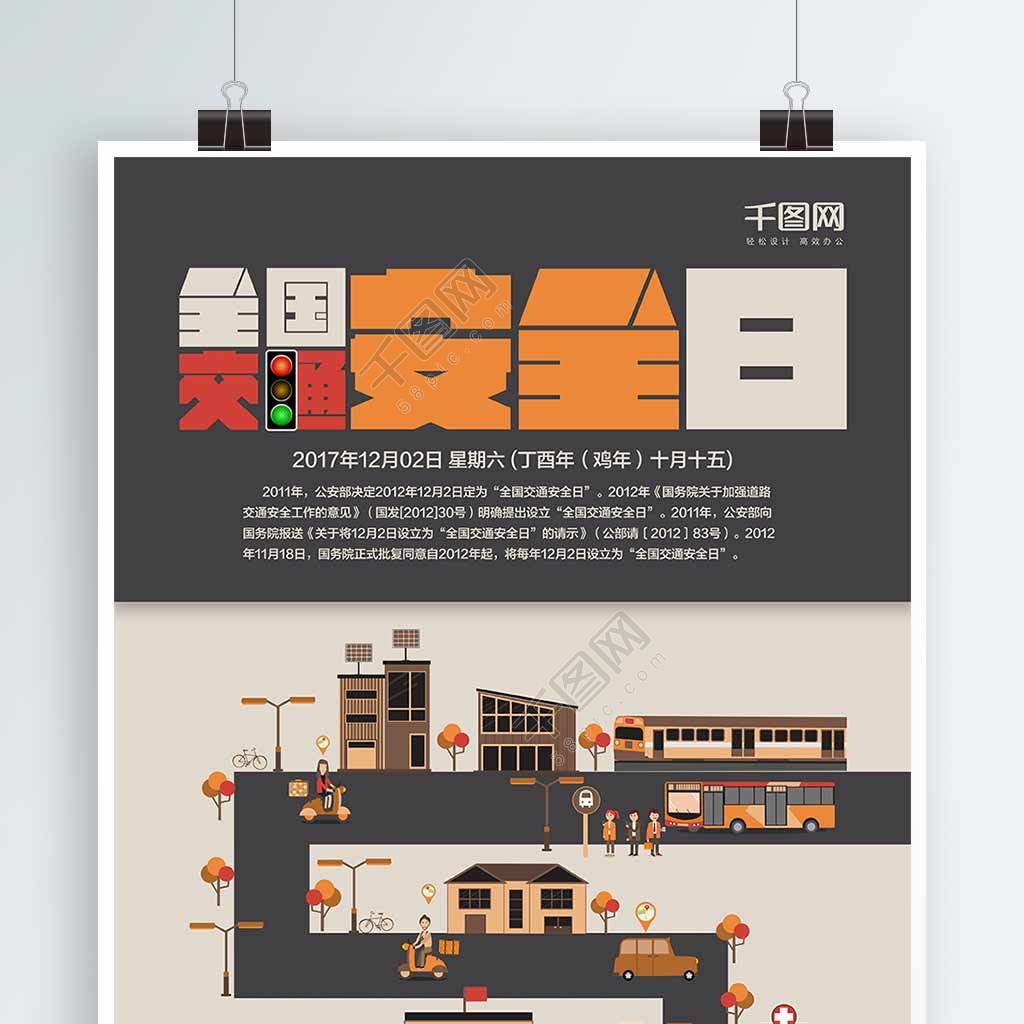 千图网
轻松设计 高效办公
全国
交通
安全日
2017年12月02日 星期六 (丁酉年（鸡年）十月十五)
2011年，公安部决定2012年12月2日定为“全国交通安全日”。2012年《国务院关于加强道路
交通安全工作的意见》（国发[2012]30号）明确提出设立“全国交通安全日”。2011年，公安部向
国务院报送《关于将12月2日设立为“全国交通安全日”的请示》（公部请［2012］83号）。2012
年11月18日，国务院正式批复同意自2012年起，将每年12月2日设立为“全国交通安全日”。
千图网
58pic.com
千图网
58pic.com